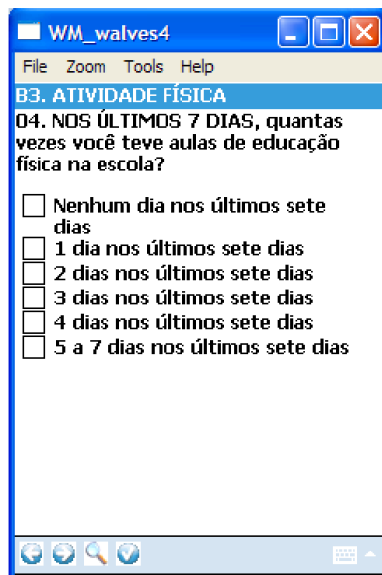 WM_walves4
File Zoom Tools Help
B3. ATIVIDADE FÍSICA
04. NOS ÚLTIMOS 7 DIAS, quantas
vezes você teve aulas de educação
física na escola?
Nenhum dia nos últimos sete
dias
1 dia nos últimos sete dias
2 dias nos últimos sete dias
3 dias nos últimos sete dias
4 dias nos últimos sete dias
5 a 7 dias nos últimos sete dias